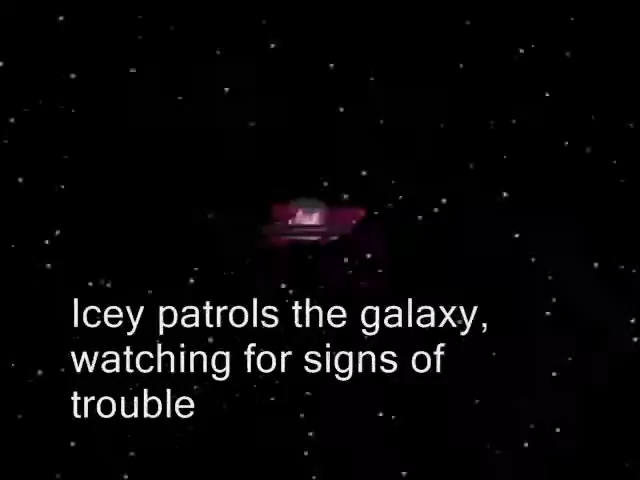 Icey patrols the galaxy,
watching for signs of
trouble